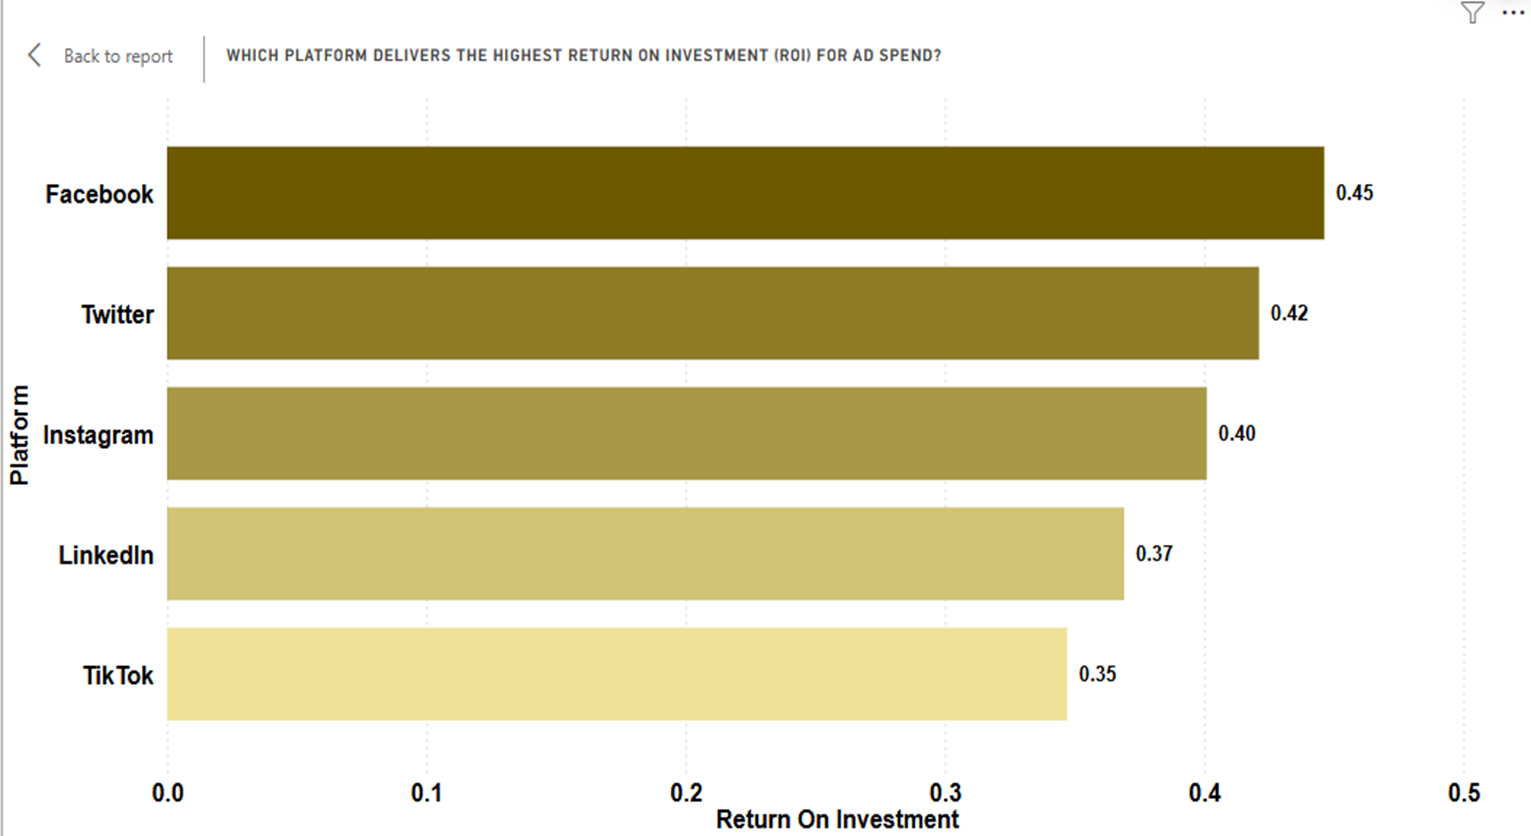 Back to report
WHICH PLATFORM DELIVERS THE HIGHEST RETURN ON INVESTMENT (ROI) FOR AD SPEND?
Facebook
0.45
Twitter
0.42
Instagram
0.40
LinkedIn
0.37
TikTok
0.35
Platform
0.0 0.1 0.2 0.3 0.4 0.5
Return On Investment